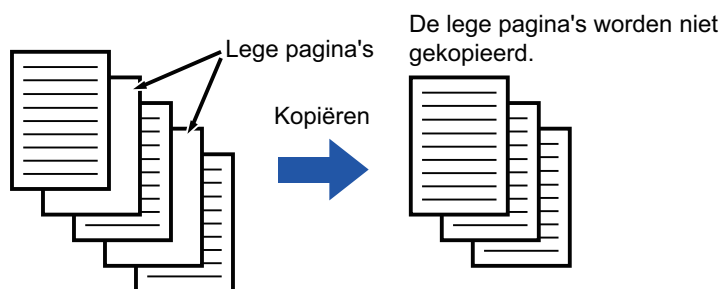 Lege pagina's
Kopiëren
De lege pagina's worden niet
gekopieerd.